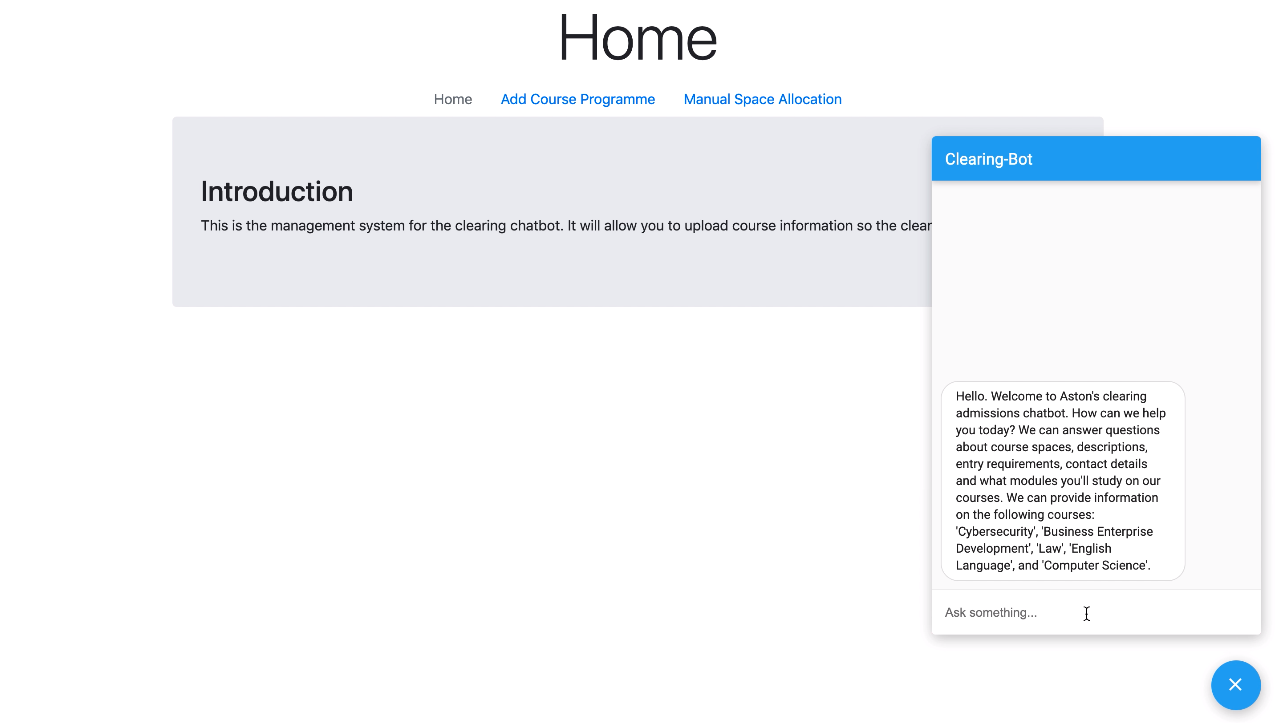 Home
Home Add Course Programme Manual Space Allocation
Introduction
This is the management system for the clearing chatbot. It will allow you to upload course information so the clear
Clearing-Bot
Hello. Welcome to Aston's clearing
admissions chatbot. How can we help
you today? We can answer questions
about course spaces, descriptions,
entry requirements, contact details
and what modules you'll study on our
courses. We can provide information
on the following courses:
'Cybersecurity', 'Business Enterprise
Development', 'Law', 'English
Language', and 'Computer Science'.
Ask something...